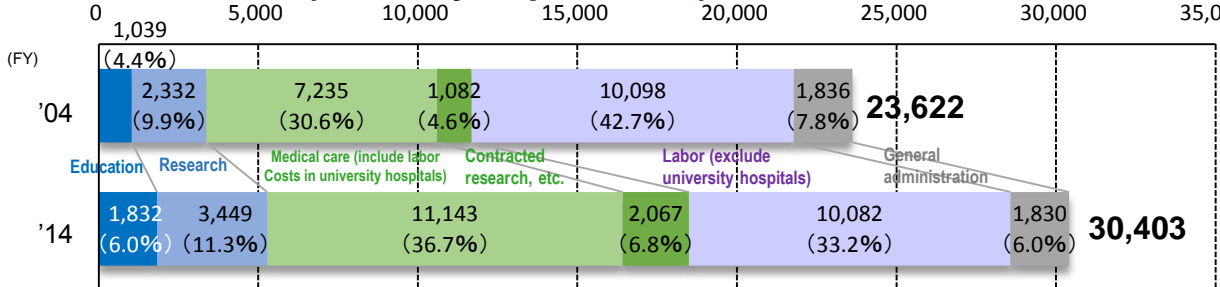 0 5,000 10,000 15,000 20,000 25,000 30,000 35,0
1,039
(FY)
(4.4%)
'04
2,332 7,235 1,082 10,098 1,836
(9.9%) (30.6%) (4.6%) (42.7%) (7.8%)
23,622
Education
Research
Medical care (include labor
Costs in university hospitals)
Contracted
research, etc.
Labor (exclude
university hospitals)
General
administration
'14
1,832 3,449 11,143 2,067 10,082 1,830
(6.0%) (11.3%) (36.7%) (6.8%) (33.2%) (6.0%)
30,403